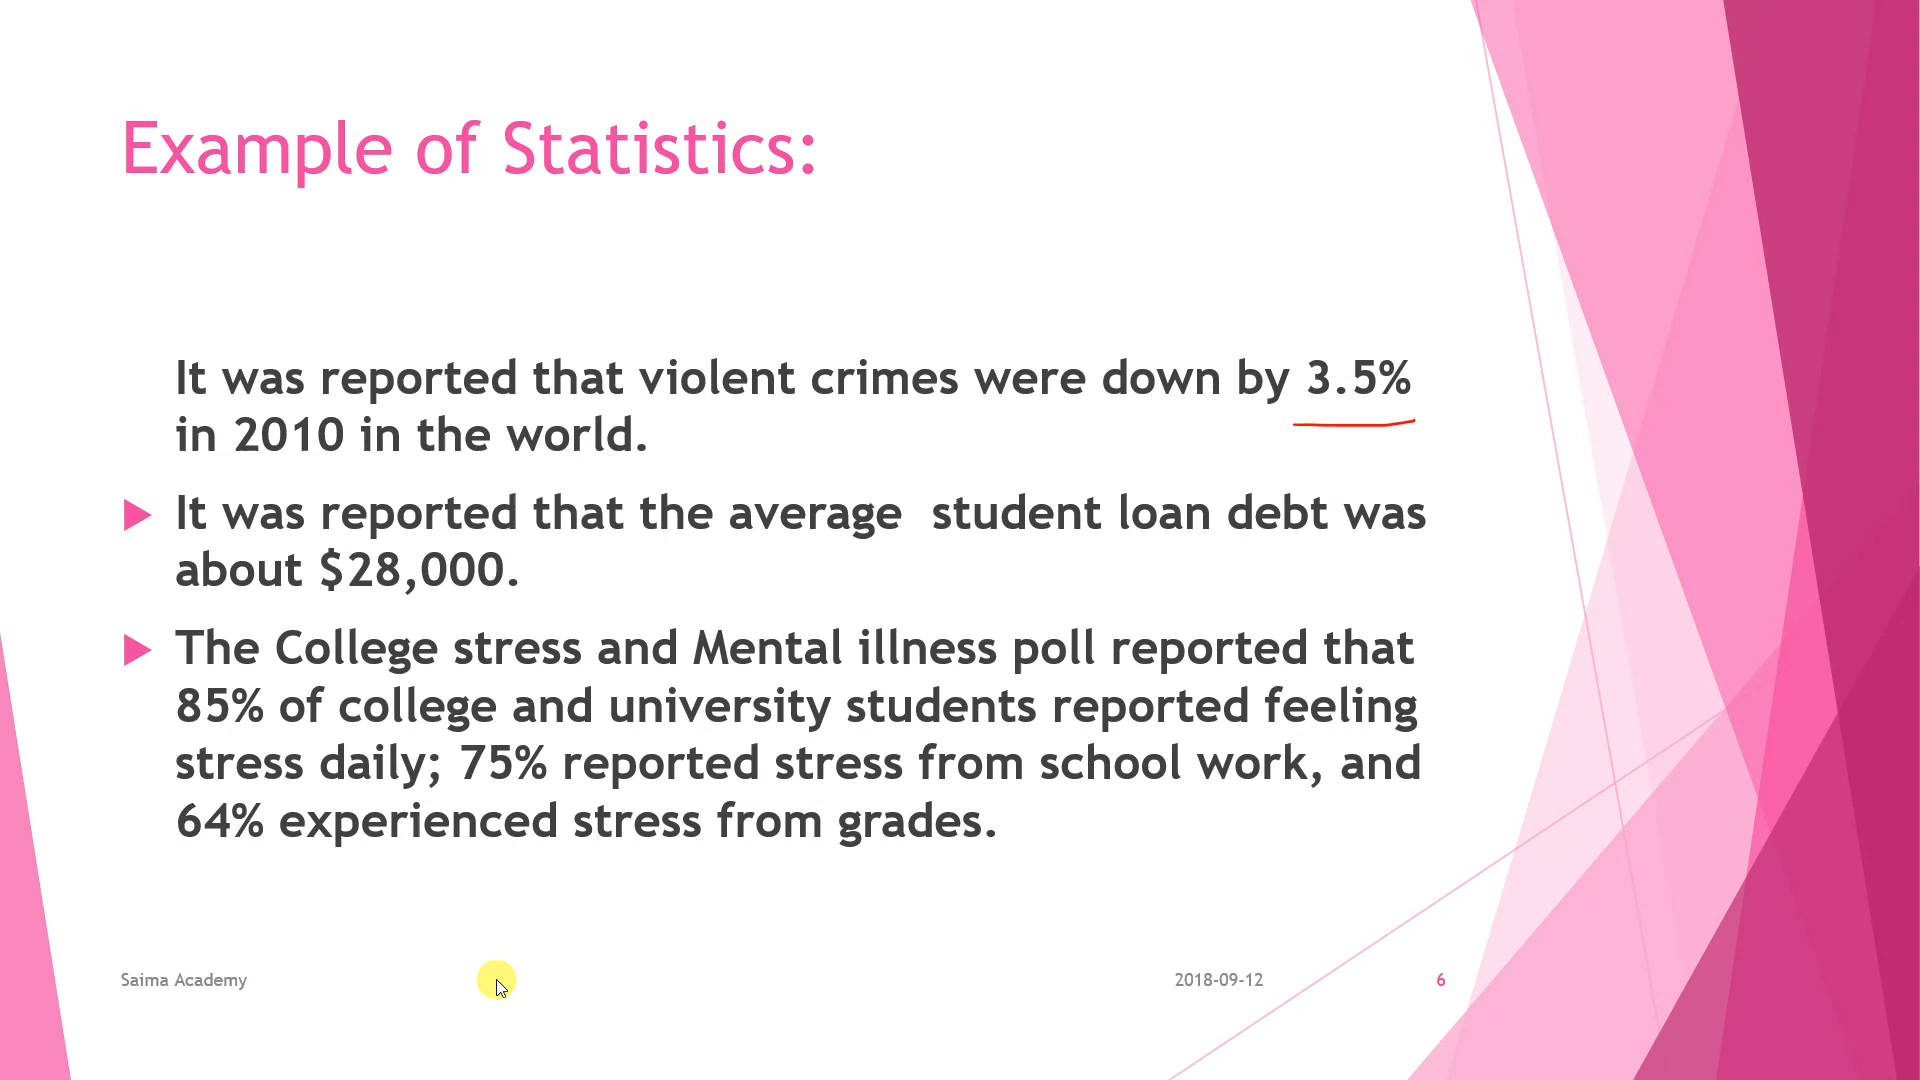 Example of Statistics:
It was reported that violent crimes were down by 3.5%
in 2010 in the world.
It was reported that the average  student loan debt was
about $28,000.
The College stress and Mental illness poll reported that
85% of college and university students reported feeling
stress daily; 75% reported stress from school work, and
64% experienced stress from grades.
Saima Academy
2018-09-12
6